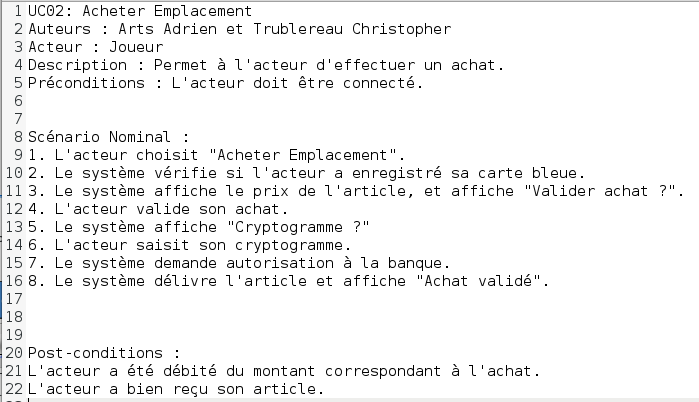 1 UC02: Acheter Emplacement
2 Auteurs : Arts Adrien et Trublereau Christopher
3 Acteur : Joueur
4 Description : Permet à l'acteur d'effectuer un achat.
5 Préconditions : L'acteur doit être connecté.
6
7
8 Scénario Nominal :
9 1. L'acteur choisit "Acheter Emplacement".
10 2. Le système vérifie si l'acteur a enregistré sa carte bleue.
11 3. Le système affiche le prix de l'article, et affiche "Valider achat ?".
12 4. L'acteur valide son achat.
13 5. Le système affiche "Cryptogramme ?"
14 6. L'acteur saisit son cryptogramme.
15 7. Le système demande autorisation à la banque.
16 8. Le système délivre l'article et affiche "Achat validé".
17
18
19
20 Post-conditions :
21 L'acteur a été débité du montant correspondant à l'achat.
22 L'acteur a bien reçu son article.